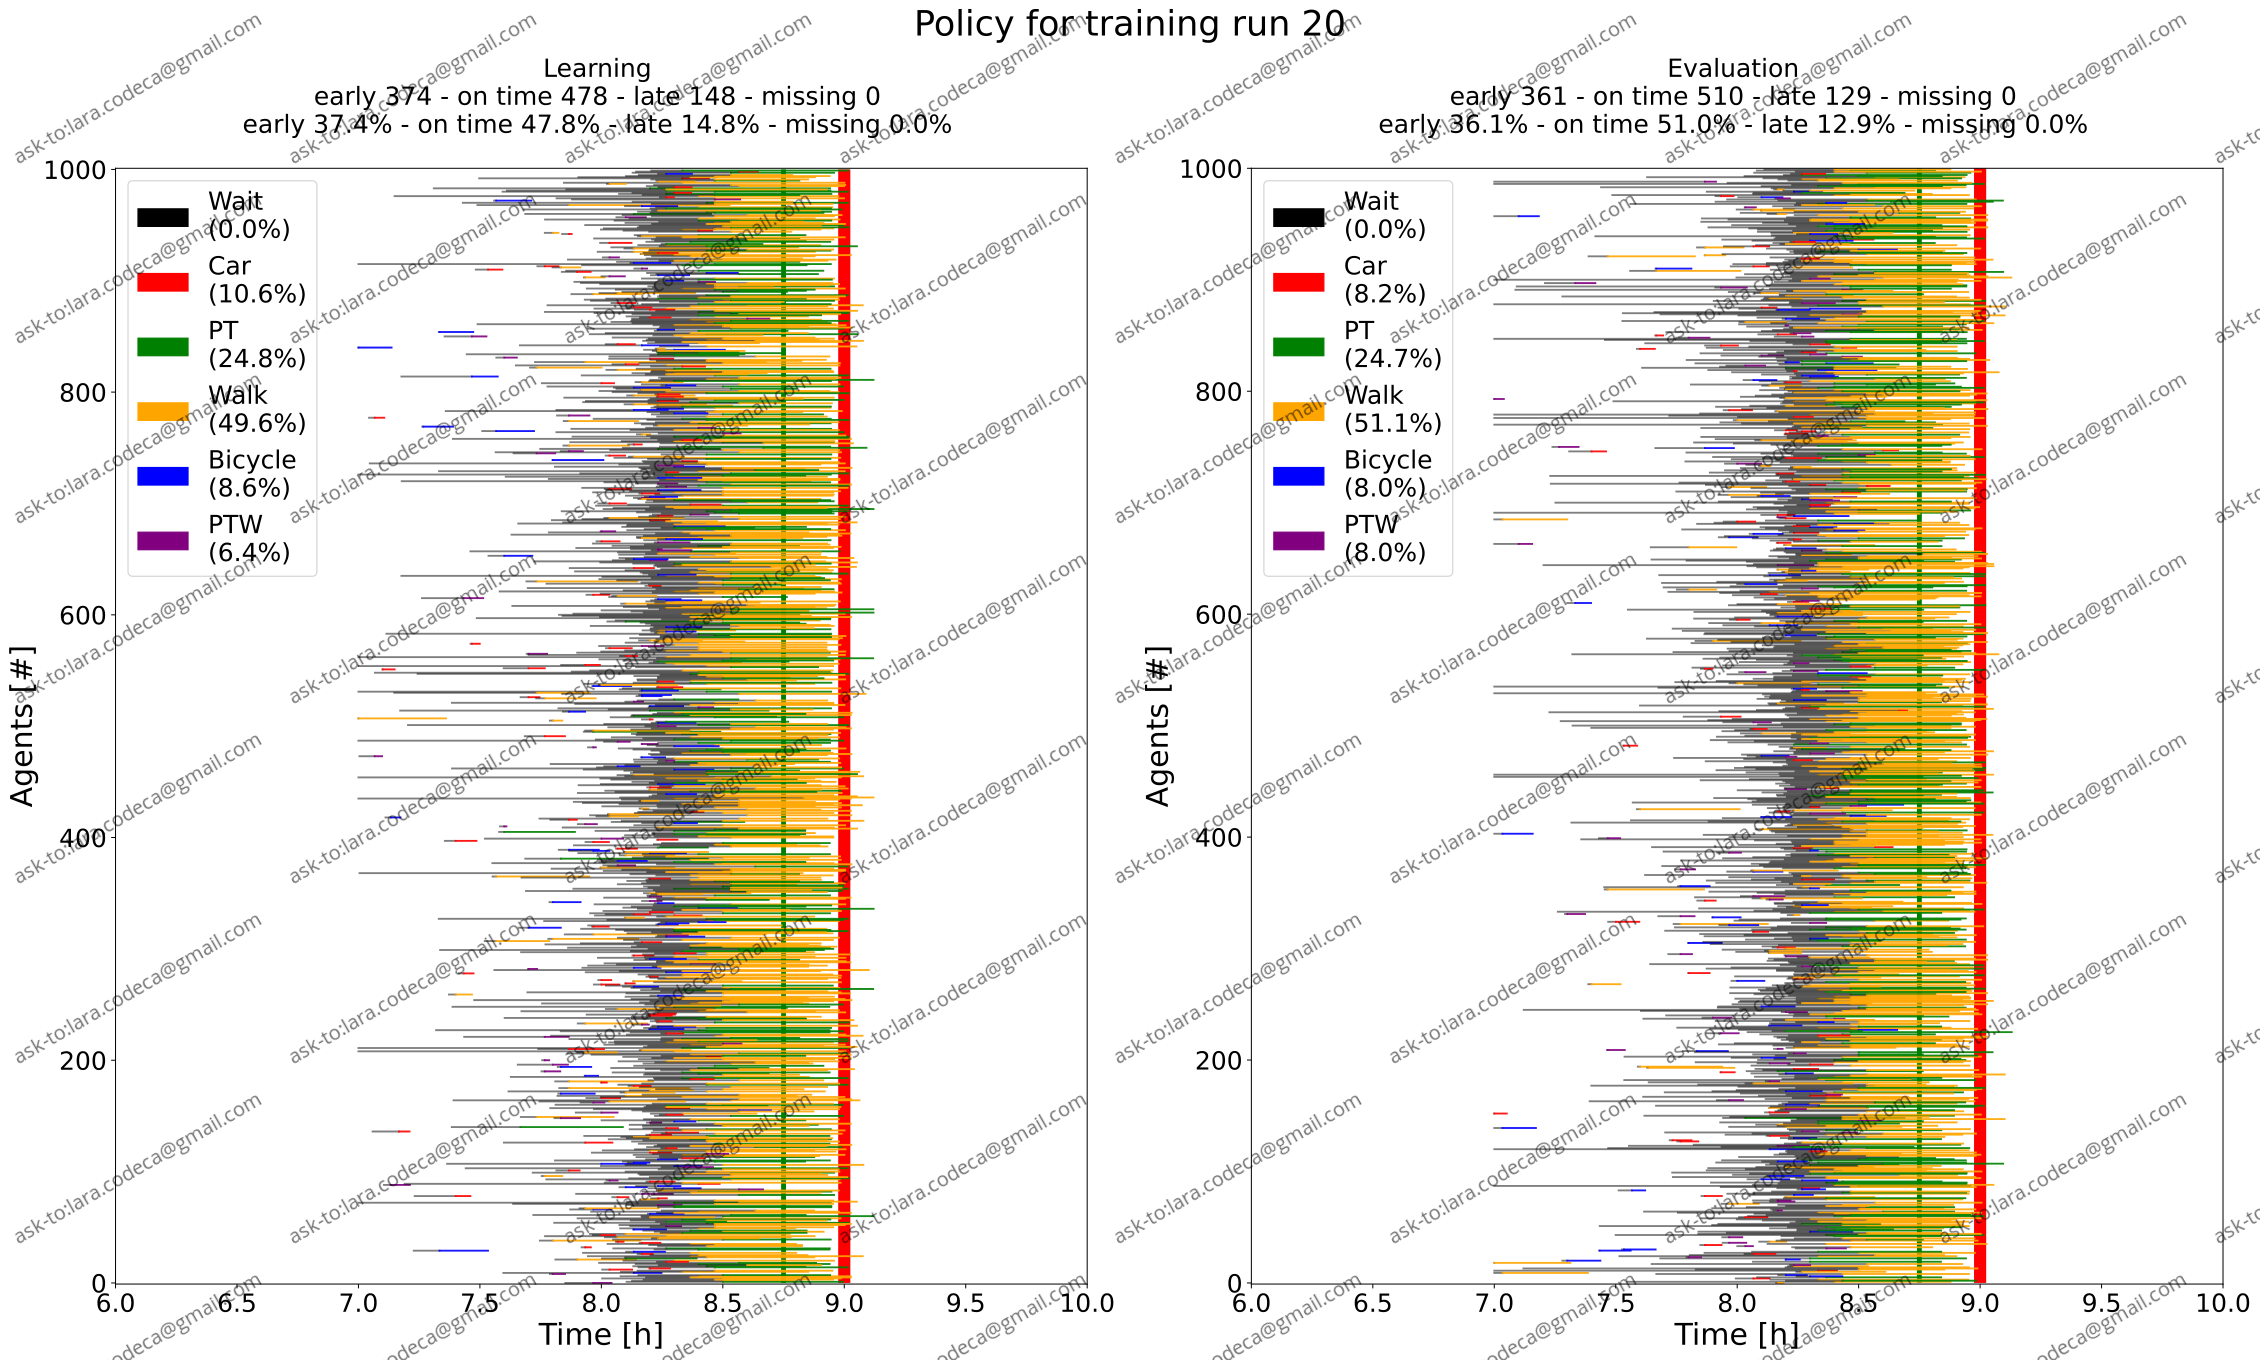 Policy for training run 20
Learning
early 374 - on time 478 - late 148 - missing 0
early 37.4% - on time 47.8% - late 14.8% - missing 0.0%
Agents [#]
1000
800
600
400
200
0
Wait
(0.0%)
Car
(10.6%)
PT
(24.8%)
Walk
(49.6%)
Bicycle
(8.6%)
PTW
(6.4%)
6.0 6.5 7.0 7.5 8.0 8.5 9.0 9.5 10.0
Time [h]
Evaluation
early 361 - on time 510 - late 129 - missing 0
early 36.1% - on time 51.0% - late 12.9% - missing 0.0%
Agents [#]
1000
800
600
400
200
0
Wait
(0.0%)
Car
(8.2%)
PT
(24.7%)
Walk
(51.1%)
Bicycle
(8.0%)
PTW
(8.0%)
6.0 6.5 7.0 7.5 8.0 8.5 9.0 9.5 10.0
Time [h]
ask-to:lara.codeca@gmail.com